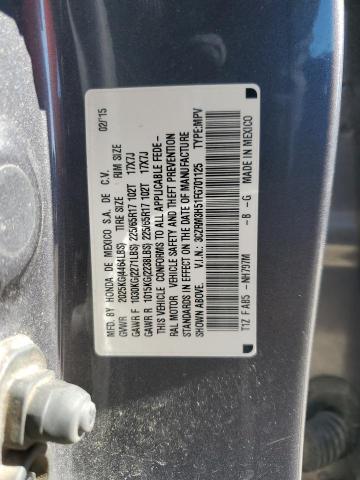 MFD. BY HONDA DE MEXICO S.A. DE C.V. 02/15
GVWR 2025KG(4464LBS) TIRE SIZE RIM SIZE
GAWR F 1030KG(2271LBS) 225/65R17 102T 17X7J
GAWR R 1015KG(2238LBS) 225/65R17 102T 17X7J
THIS VEHICLE CONFORMS TO ALL APPLICABLE FEDE-
RAL MOTOR VEHICLE SAFETY AND THEFT PREVENTION
STANDARDS IN EFFECT ON THE DATE OF MANUFACTURE
SHOWN ABOVE. V.I.N.: 3CZRM3H51FG701125 TYPE:MPV
T1Z FAB5 -NH797M -B -G MADE IN MEXICO